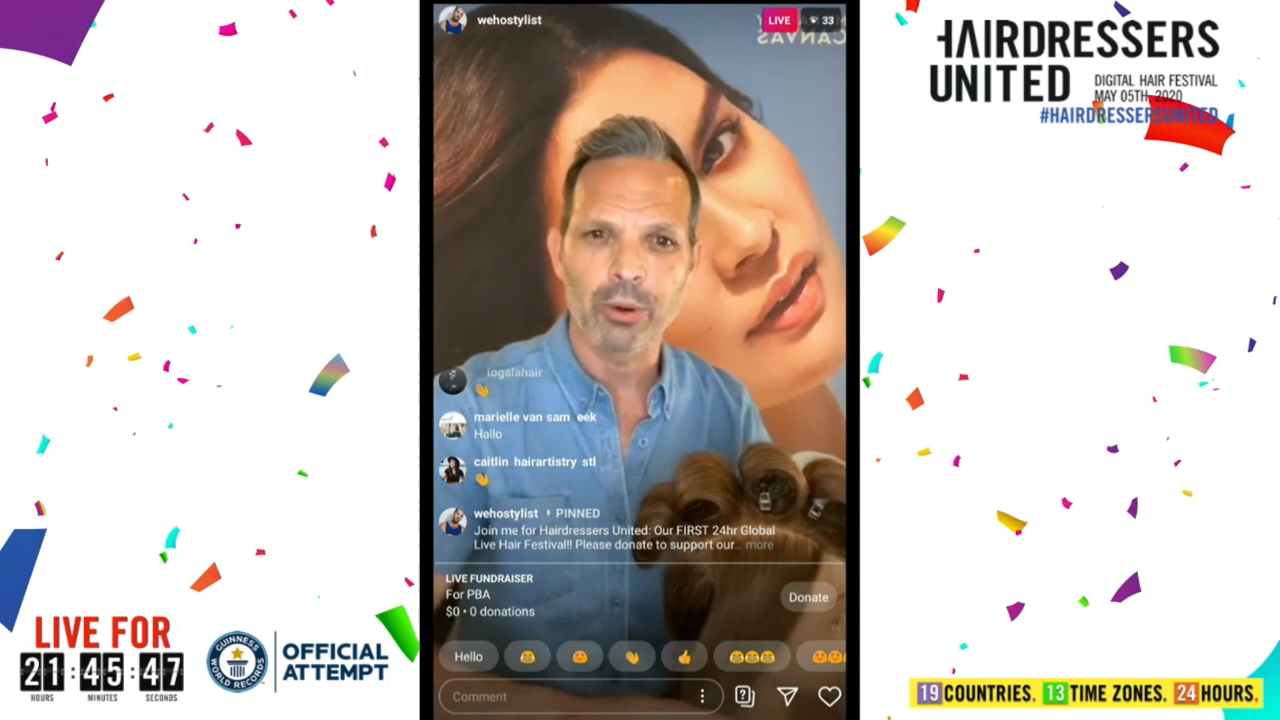 wehostylist
LIVE
33
CANVAS
HAIRDRESSERS
UNITED
DIGITAL HAIR FESTIVAL
MAY 05TH, 2020
#HAIRDRESSERSUNITED
iogalahair
marielle van sam eek
Hallo
caitlin hairartistry stl
wehostylist PINNED
Join me for Hairdressers United: Our FIRST 24hr Global
Live Hair Festival!! Please donate to support our... more
LIVE FUNDRAISER
For PBA
$0 • 0 donations
Donate
Hello
Comment
LIVE FOR
21:45:47
HOURS MINUTES SECONDS
GUINNESS
WORLD RECORDS
OFFICIAL
ATTEMPT
19 COUNTRIES. 13 TIME ZONES. 24 HOURS.